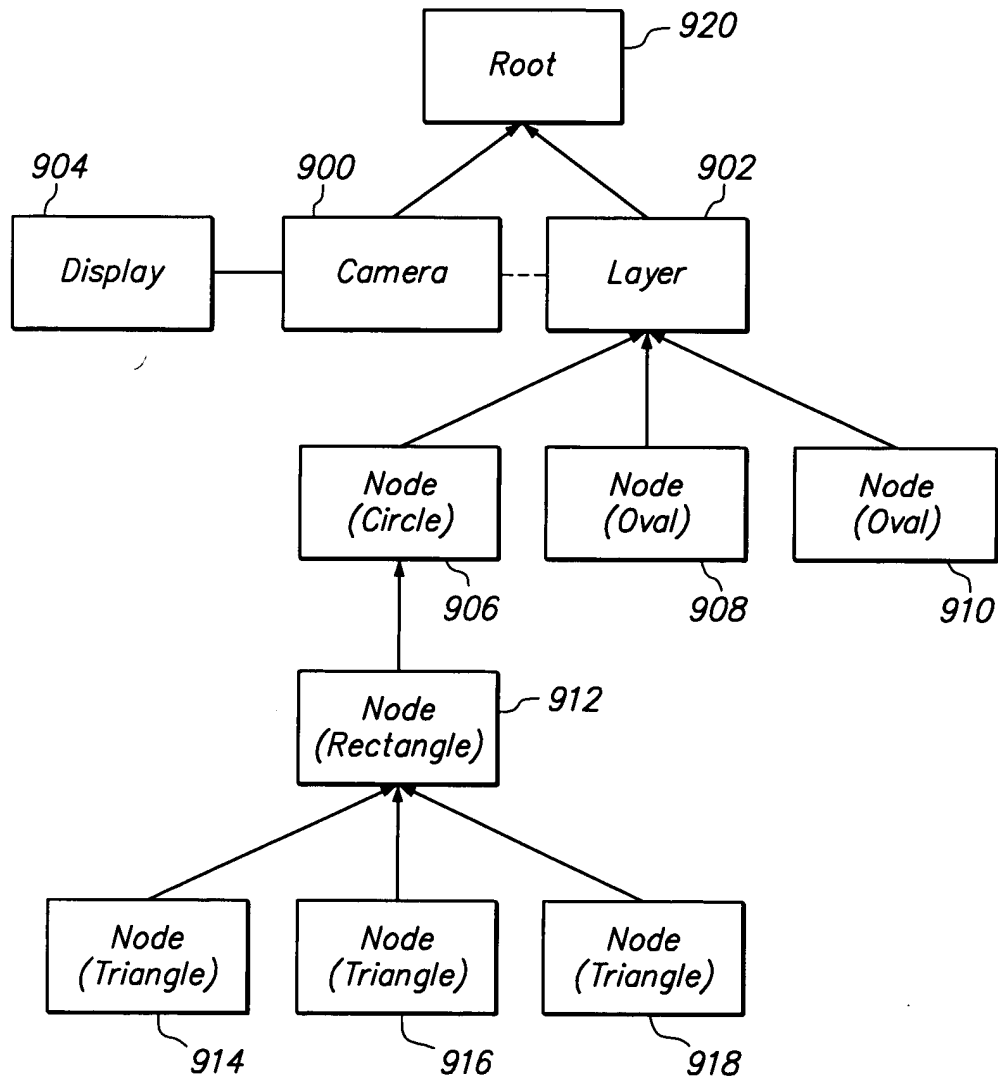 920
Root
904
900
902
Display
Camera
Layer
Node
(Circle)
Node
(Oval)
Node
(Oval)
906
908
910
Node
(Rectangle)
912
Node
(Triangle)
Node
(Triangle)
Node
(Triangle)
914
916
918